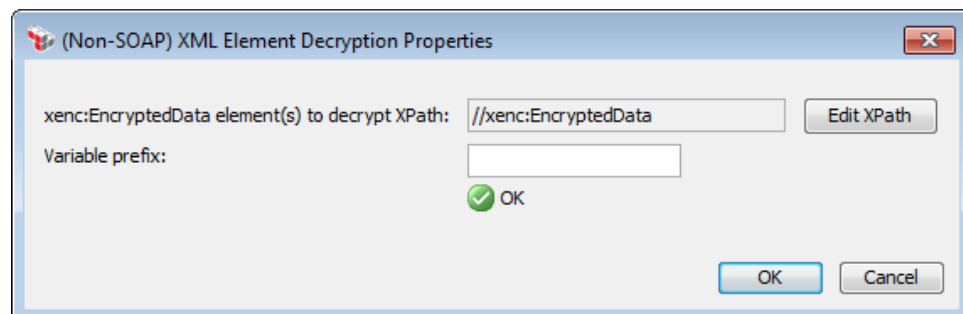 (Non-SOAP) XML Element Decryption Properties
xenc:EncryptedData element(s) to decrypt XPath: //xenc:EncryptedData Edit XPath
Variable prefix:
OK
OK Cancel